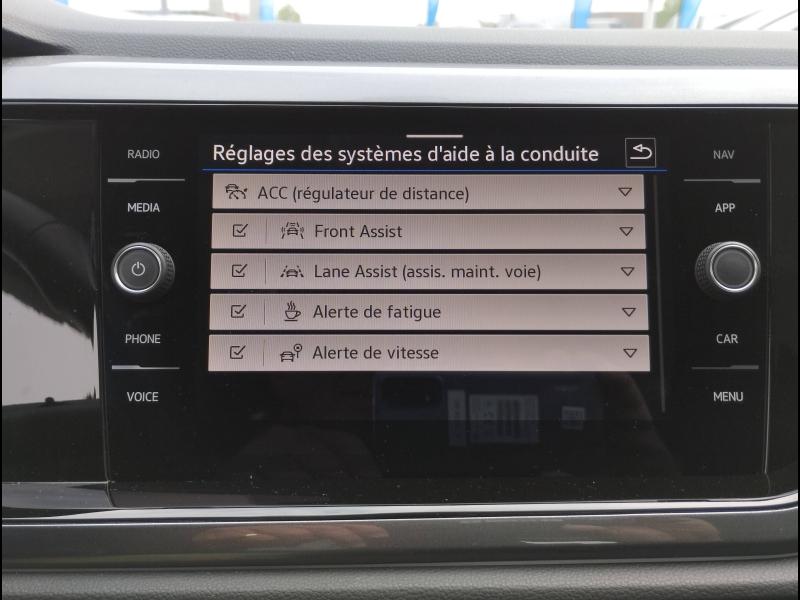 Réglages des systèmes d'aide à la conduite
RADIO
MEDIA
PHONE
VOICE
ACC (régulateur de distance)
Front Assist
Lane Assist (assis. maint. voie)
Alerte de fatigue
Alerte de vitesse
NAV
APP
CAR
MENU